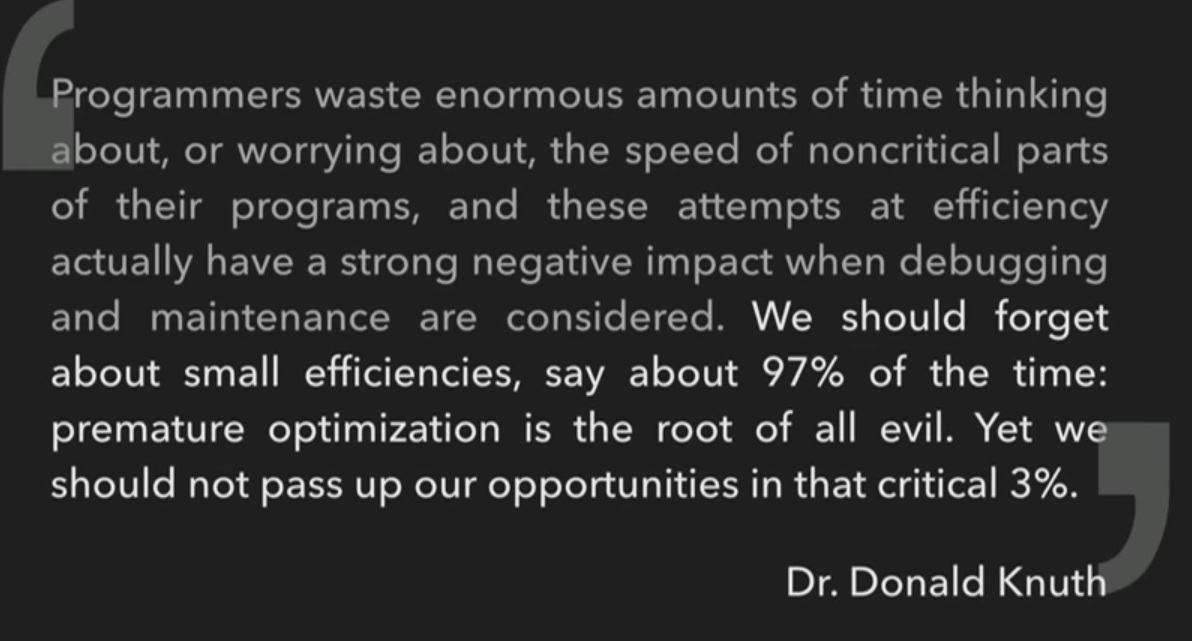 Programmers waste enormous amounts of time thinking
about, or worrying about, the speed of noncritical parts
of their programs, and these attempts at efficiency
actually have a strong negative impact when debugging
and maintenance are considered. We should forget
about small efficiencies, say about 97% of the time:
premature optimization is the root of all evil. Yet we
should not pass up our opportunities in that critical 3%.
Dr. Donald Knuth